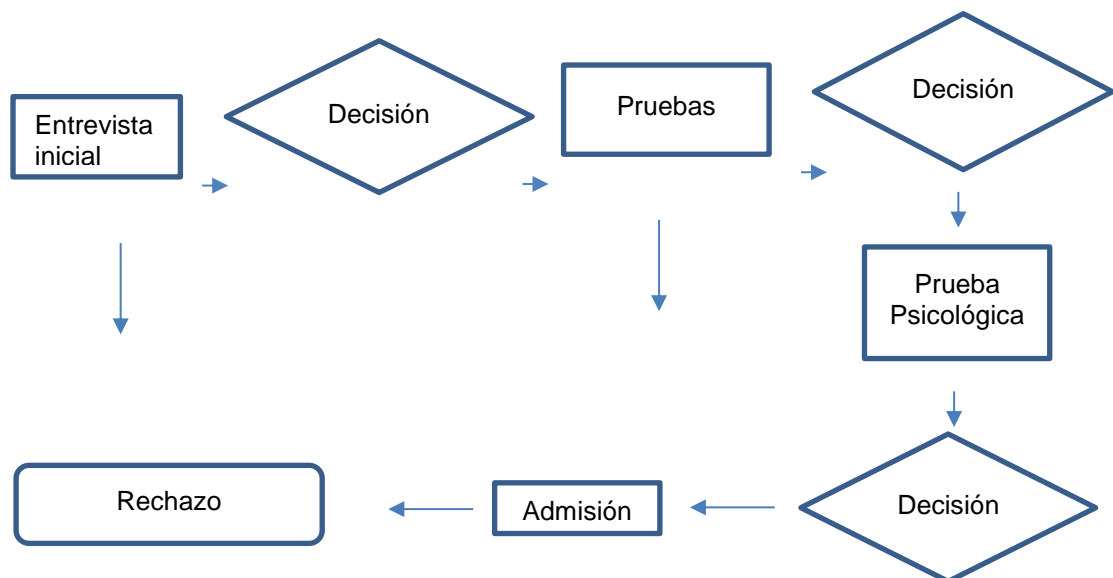 Entrevista
inicial
Decisión
Pruebas
Decisión
Prueba
Psicológica
Decisión
Admisión
Rechazo